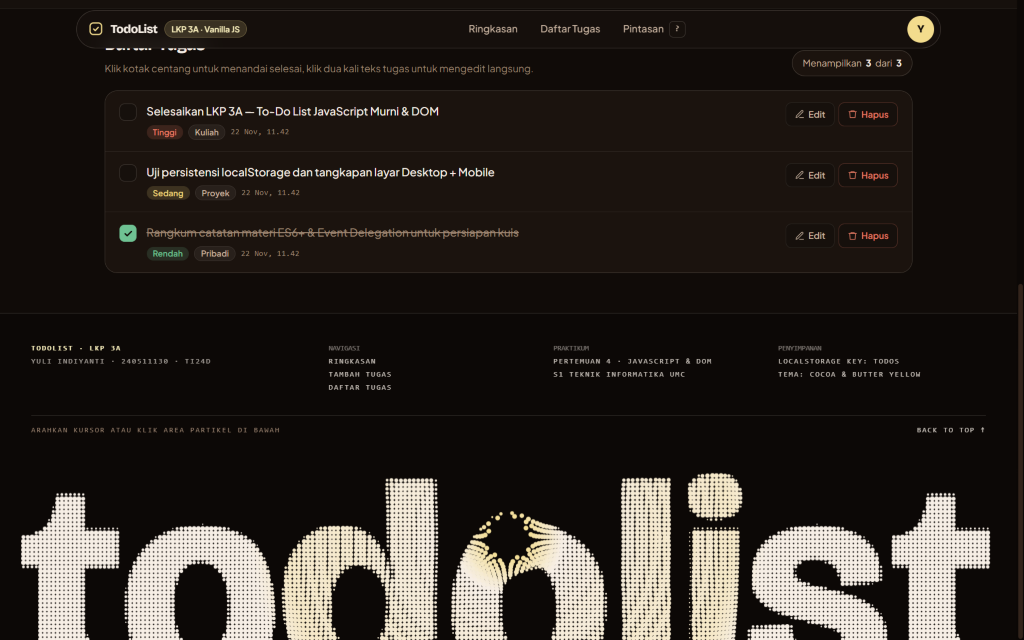 TodoList
LKP 3A · Vanilla JS
Ringkasan
Daftar Tugas
Pintasan ?
Y
Daftar Tugas
Klik kotak centang untuk menandai selesai, klik dua kali teks tugas untuk mengedit langsung.
Menampilkan 3 dari 3
Selesaikan LKP 3A — To-Do List JavaScript Murni & DOM
Tinggi Kuliah 22 Nov, 11.42
Edit Hapus
Uji persistensi localStorage dan tangkapan layar Desktop + Mobile
Sedang Proyek 22 Nov, 11.42
Edit Hapus
Rangkum catatan materi ES6+ & Event Delegation untuk persiapan kuis
Rendah Pribadi 22 Nov, 11.42
Edit Hapus
TODOLIST · LKP 3A
YULI INDIYANTI · 240511130 · TI24D
NAVIGASI
RINGKASAN
TAMBAH TUGAS
DAFTAR TUGAS
PRAKTIKUM
PERTEMUAN 4 · JAVASCRIPT & DOM
S1 TEKNIK INFORMATIKA UMC
PENYIMPANAN
LOCALSTORAGE KEY: TODOS
TEMA: COCOA & BUTTER YELLOW
ARAHKAN KURSOR ATAU KLIK AREA PARTIKEL DI BAWAH
BACK TO TOP ↑
todolist